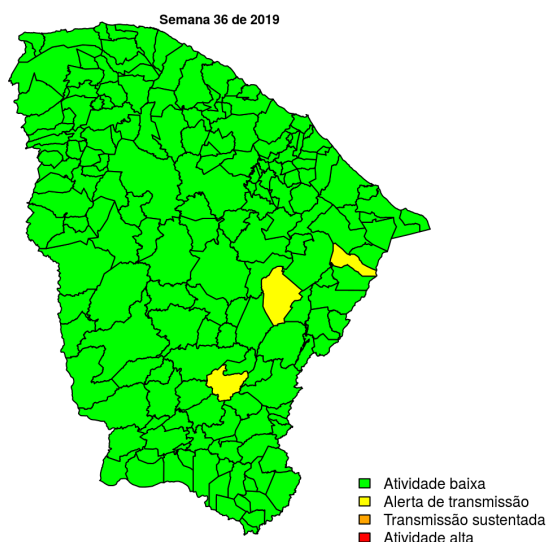 Semana 36 de 2019
Atividade baixa
Alerta de transmissão
Transmissão sustentada
Atividade alta